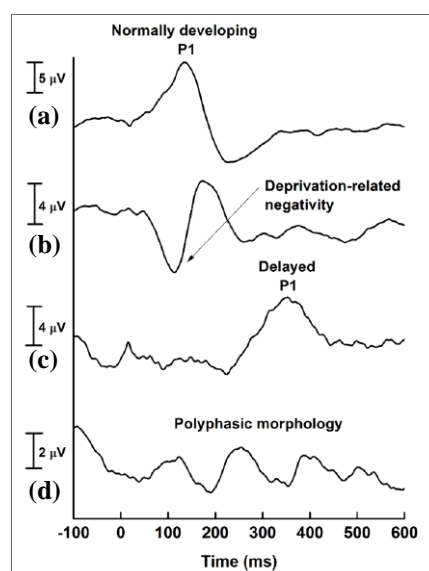 Normally developing
P1
5 μV
(a)
4 μV
Deprivation-related
negativity
(b)
Delayed
P1
4 μV
(c)
Polyphasic morphology
2 μV
(d)
-100 0 100 200 300 400 500 600
Time (ms)